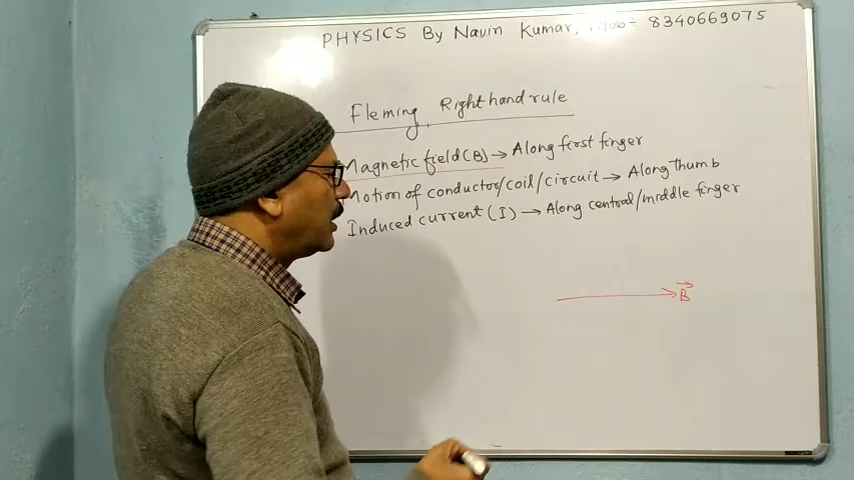 PHYSICS By Navin Kumar, Mob÷ 8340669075
Fleming Right hand rule
Magnetic field(B) → Along first finger
Motion of conductor/coil/circuit → Along Thumb
Induced current (I) → Along central/middle finger
B